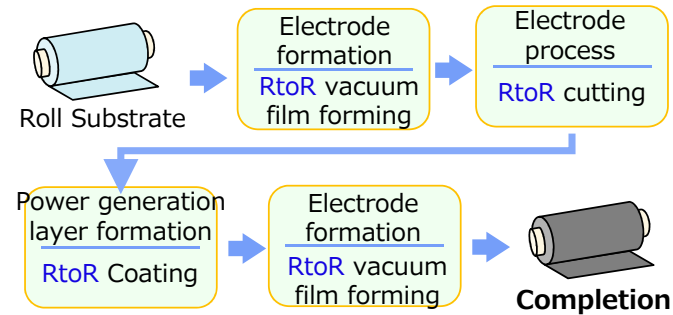 Roll Substrate
Electrode
formation
RtoR vacuum
film forming
Electrode
process
RtoR cutting
Power generation
layer formation
RtoR Coating
Electrode
formation
RtoR vacuum
film forming
Completion